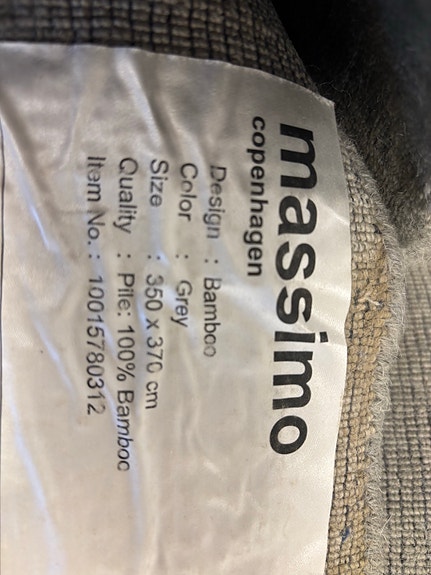 massimo
copenhagen
Design : Bamboo
Color : Grey
Size : 350 x 370 cm
Quality : Pile: 100% Bamboo
Item No. : 10015780312